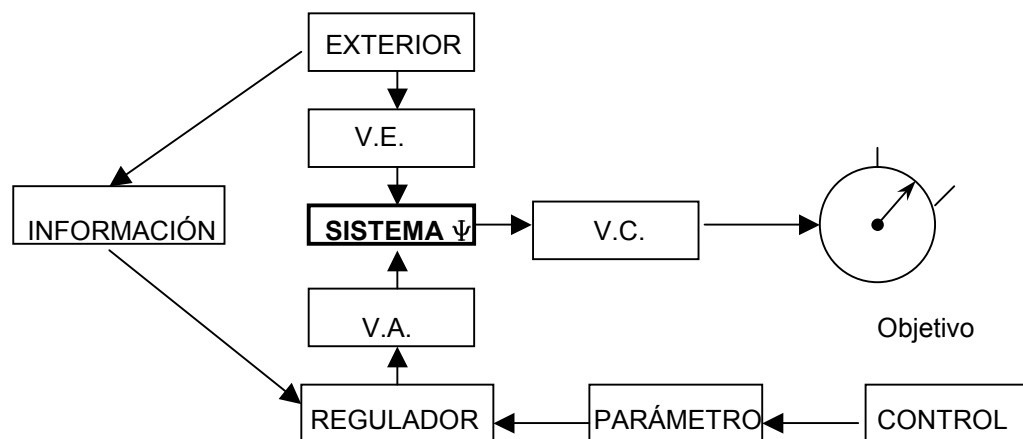 EXTERIOR
V.E.
INFORMACIÓN
SISTEMA Ψ
V.C.
V.A.
Objetivo
REGULADOR
PARÁMETRO
CONTROL